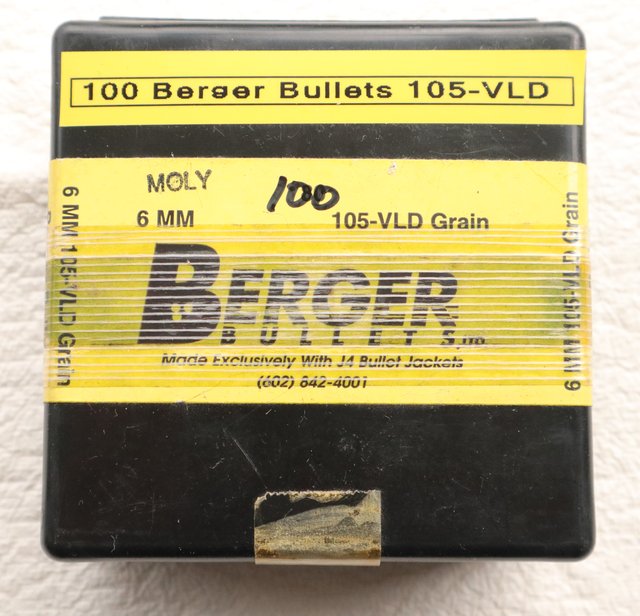 100 Berger Bullets 105-VLD
MOLY
100
6 MM
105-VLD Grain
BERGER
BULLETS, LTD.
Made Exclusively With J4 Bullet Jackets
(602) 842-4001
6 MM 105-VLD Grain
6 MM 105-VLD Grain